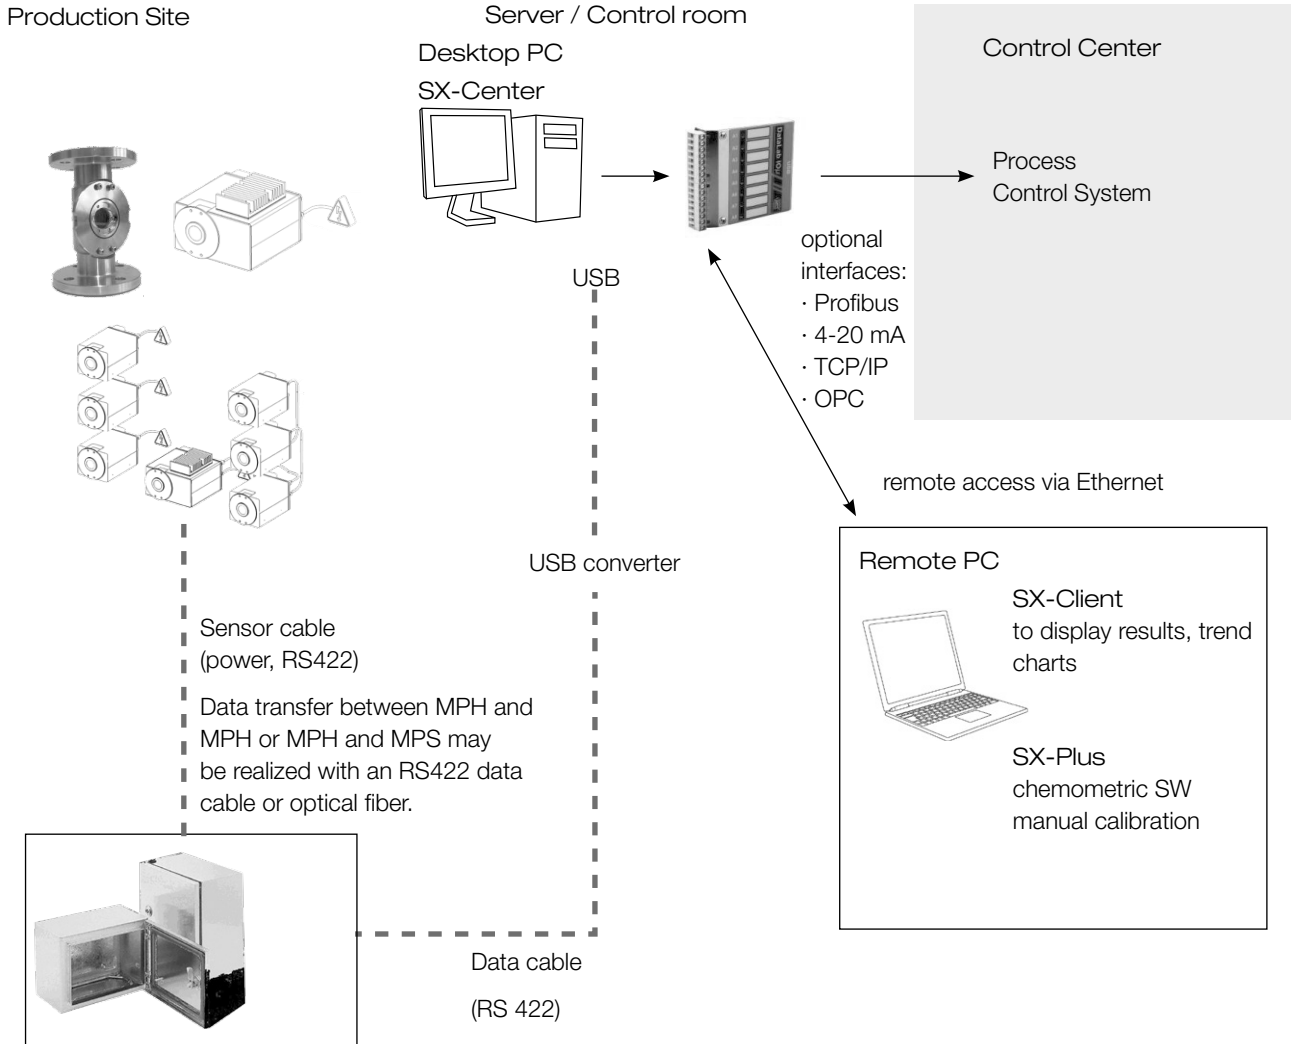 Production Site
Server / Control room
Desktop PC
SX-Center
Control Center
Process
Control System
optional
interfaces:
· Profibus
· 4-20 mA
· TCP/IP
· OPC
USB
remote access via Ethernet
USB converter
Remote PC
SX-Client
to display results, trend
charts
SX-Plus
chemometric SW
manual calibration
Sensor cable
(power, RS422)
Data transfer between MPH and
MPH or MPH and MPS may
be realized with an RS422 data
cable or optical fiber.
Data cable
(RS 422)